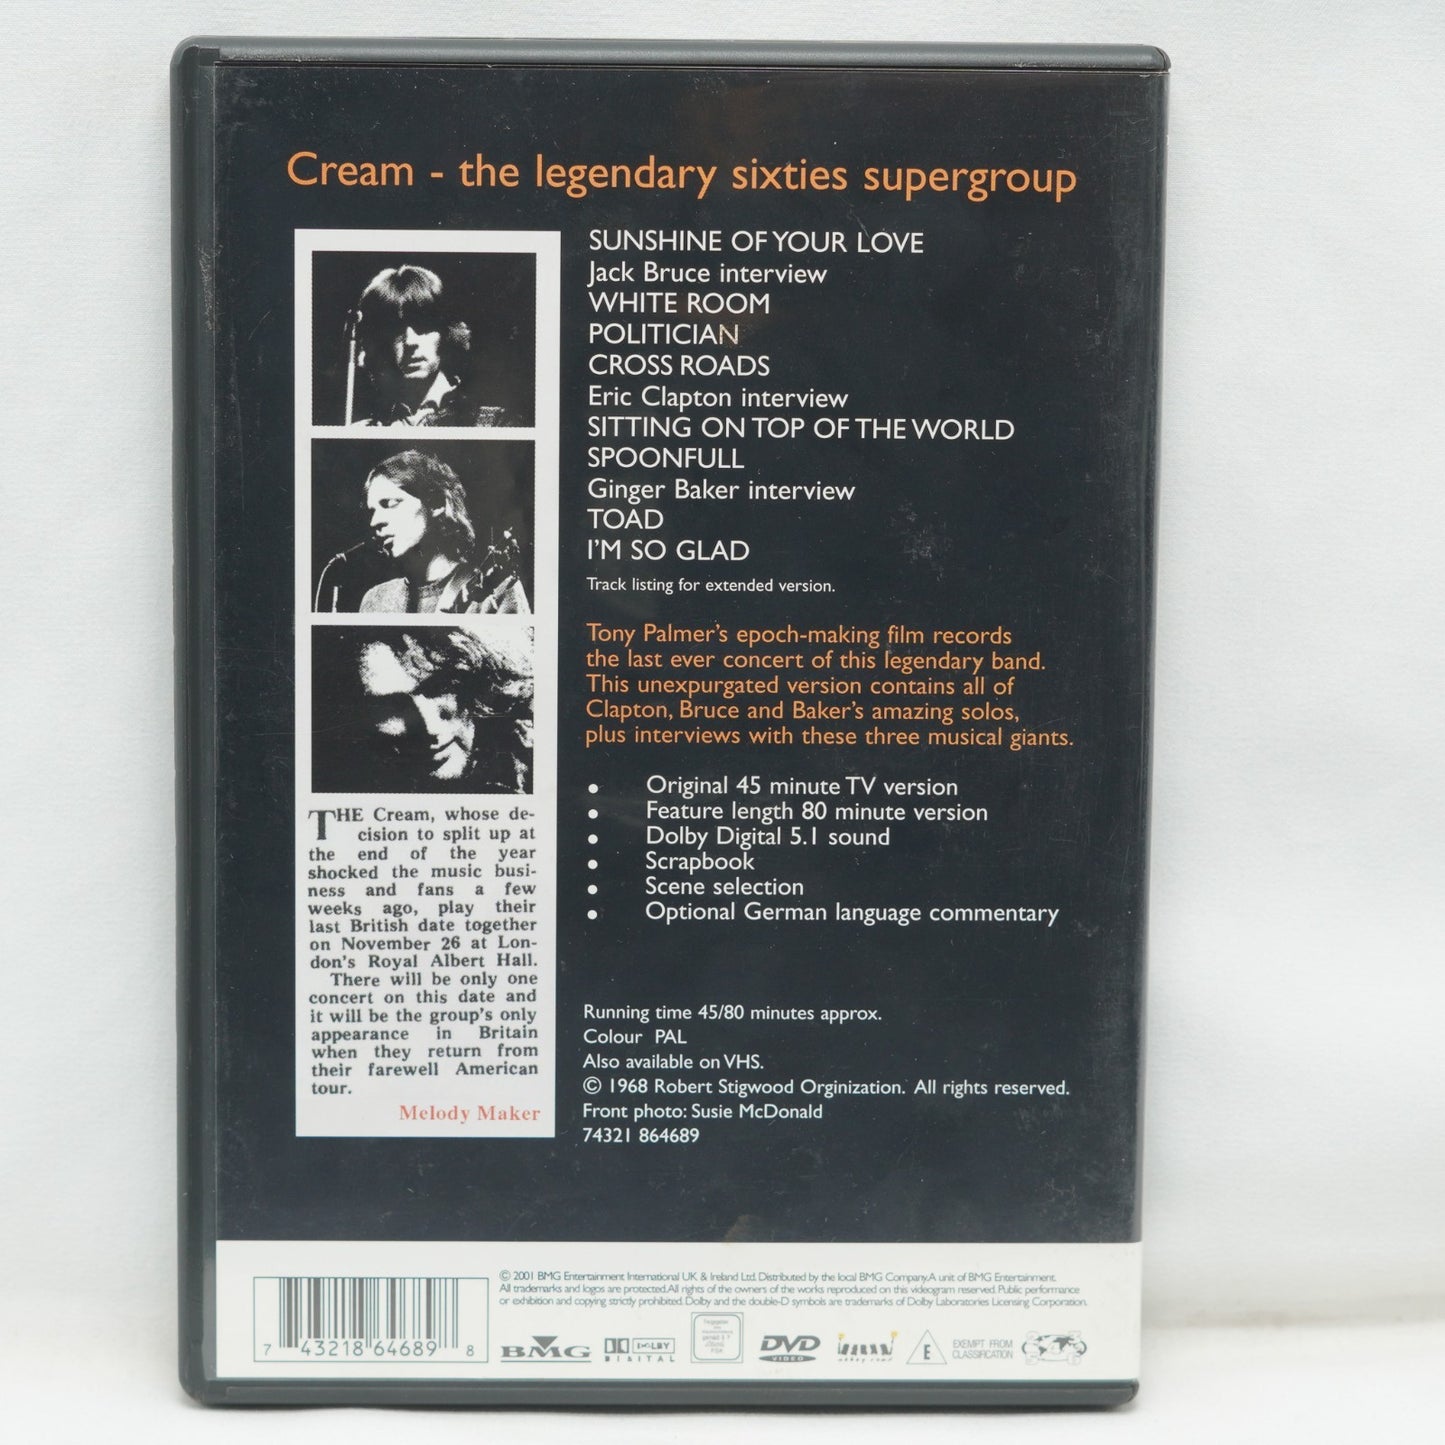 Cream - the legendary sixties supergroup
SUNSHINE OF YOUR LOVE
Jack Bruce interview
WHITE ROOM
POLITICIAN
CROSS ROADS
Eric Clapton interview
SITTING ON TOP OF THE WORLD
SPOONFULL
Ginger Baker interview
TOAD
I'M SO GLAD
Track listing for extended version.
Tony Palmer's epoch-making film records
the last ever concert of this legendary band.
This unexpurgated version contains all of
Clapton, Bruce and Baker's amazing solos,
plus interviews with these three musical giants.
• Original 45 minute TV version
• Feature length 80 minute version
• Dolby Digital 5.1 sound
• Scrapbook
• Scene selection
• Optional German language commentary
THE Cream, whose de-
cision to split up at
the end of the year
shocked the music busi-
ness and fans a few
weeks ago, play their
last British date together
on November 26 at Lon-
don's Royal Albert Hall.
There will be only one
concert on this date and
it will be the group's only
appearance in Britain
when they return from
their farewell American
tour.
Melody Maker
Running time 45/80 minutes approx.
Colour PAL
Also available on VHS.
© 1968 Robert Stigwood Orginization. All rights reserved.
Front photo: Susie McDonald
74321 864689
© 2001 BMG Entertainment International UK & Ireland Ltd. Distributed by the local BMG Company. A unit of BMG Entertainment.
All trademarks and logos are protected. All rights of the owners of the works reproduced on this videogram reserved. Public performance
or exhibition and copying strictly prohibited. Dolby and the double-D symbols are trademarks of Dolby Laboratories Licensing Corporation.
7 43218 64689 8
BMG
DOLBY
DIGITAL
DVD
VIDEO
abbey road
E
EXEMPT FROM
CLASSIFICATION